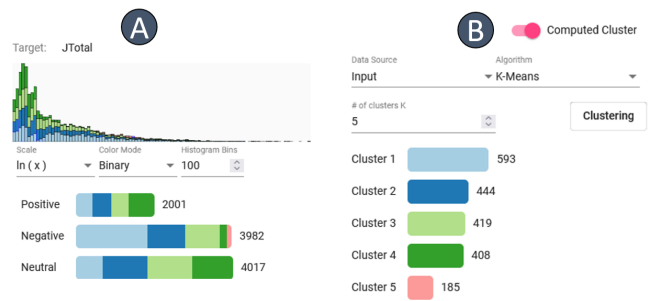 A
Target: JTotal
Scale Color Mode Histogram Bins
ln ( x ) Binary 100
Positive 2001
Negative 3982
Neutral 4017
B
Computed Cluster
Data Source Algorithm
Input K-Means
# of clusters K
5
Clustering
Cluster 1 593
Cluster 2 444
Cluster 3 419
Cluster 4 408
Cluster 5 185